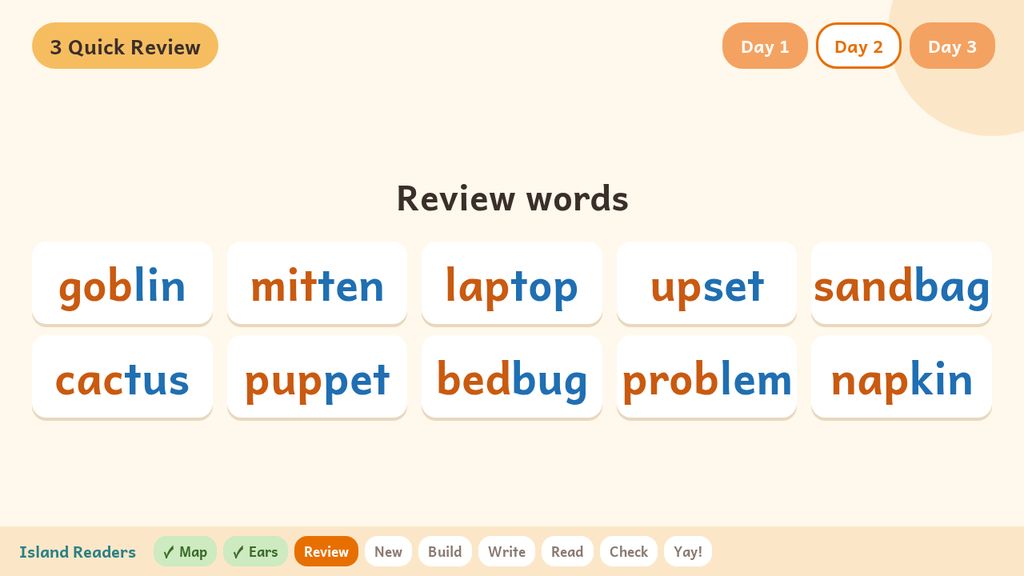 3 Quick Review
Day 1 Day 2 Day 3
Review words
goblin mitten laptop upset sandbag
cactus puppet bedbug problem napkin
Island Readers ✓ Map ✓ Ears Review New Build Write Read Check Yay!